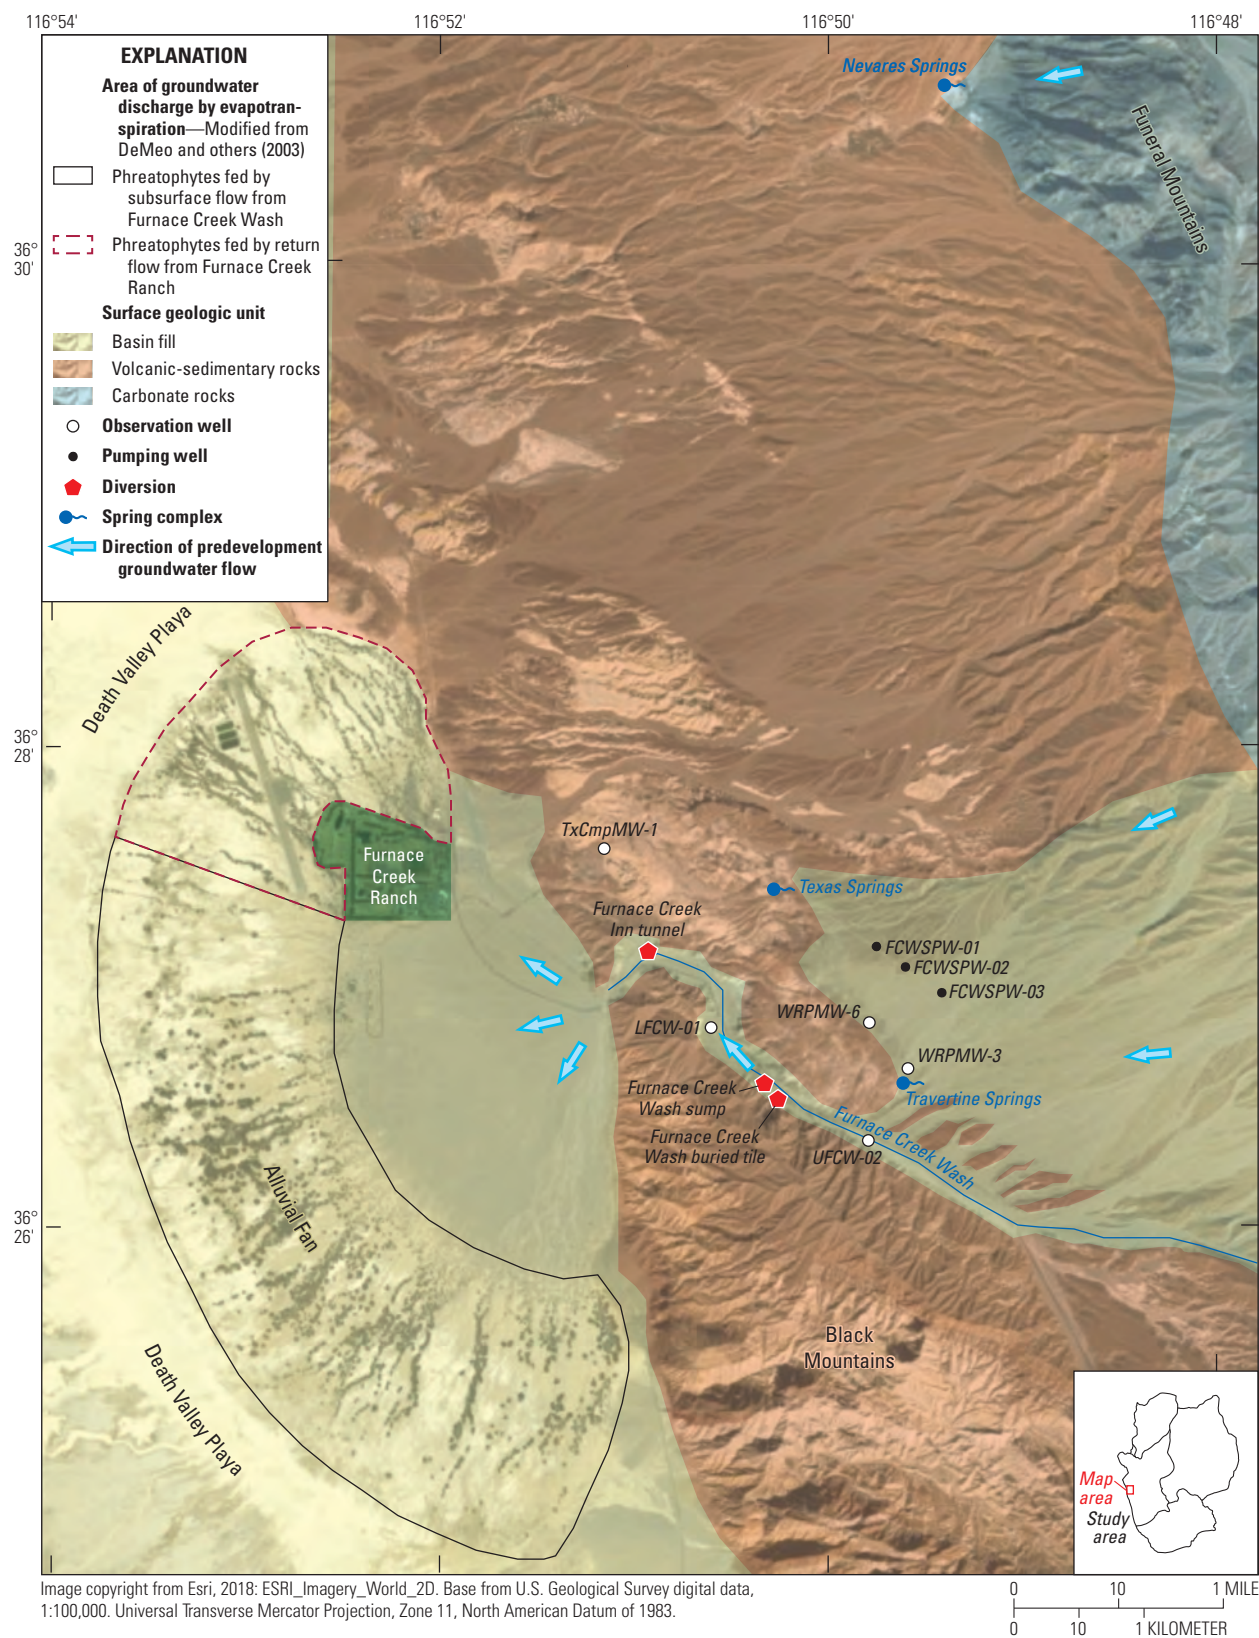 116°54'
116°52'
116°50'
116°48'
EXPLANATION
Area of groundwater
discharge by evapotran-
spiration—Modified from
DeMeo and others (2003)
Phreatophytes fed by
subsurface flow from
Furnace Creek Wash
Phreatophytes fed by return
flow from Furnace Creek
Ranch
Surface geologic unit
Basin fill
Volcanic-sedimentary rocks
Carbonate rocks
Observation well
Pumping well
Diversion
Spring complex
Direction of predevelopment
groundwater flow
36°
30'
36°
28'
36°
26'
Nevares Springs
Funeral Mountains
Death Valley Playa
Furnace
Creek
Ranch
TxCmpMW-1
Texas Springs
Furnace Creek
Inn tunnel
FCWSPW-01
FCWSPW-02
FCWSPW-03
WRPMW-6
LFCW-01
WRPMW-3
Furnace Creek
Wash sump
Travertine Springs
Furnace Creek
Wash buried tile
Furnace Creek Wash
UFCW-02
Alluvial Fan
Black
Mountains
Death Valley Playa
Map
area
Study
area
Image copyright from Esri, 2018: ESRI_Imagery_World_2D. Base from U.S. Geological Survey digital data,
1:100,000. Universal Transverse Mercator Projection, Zone 11, North American Datum of 1983.
0 10 1 MILE
0 10 1 KILOMETER